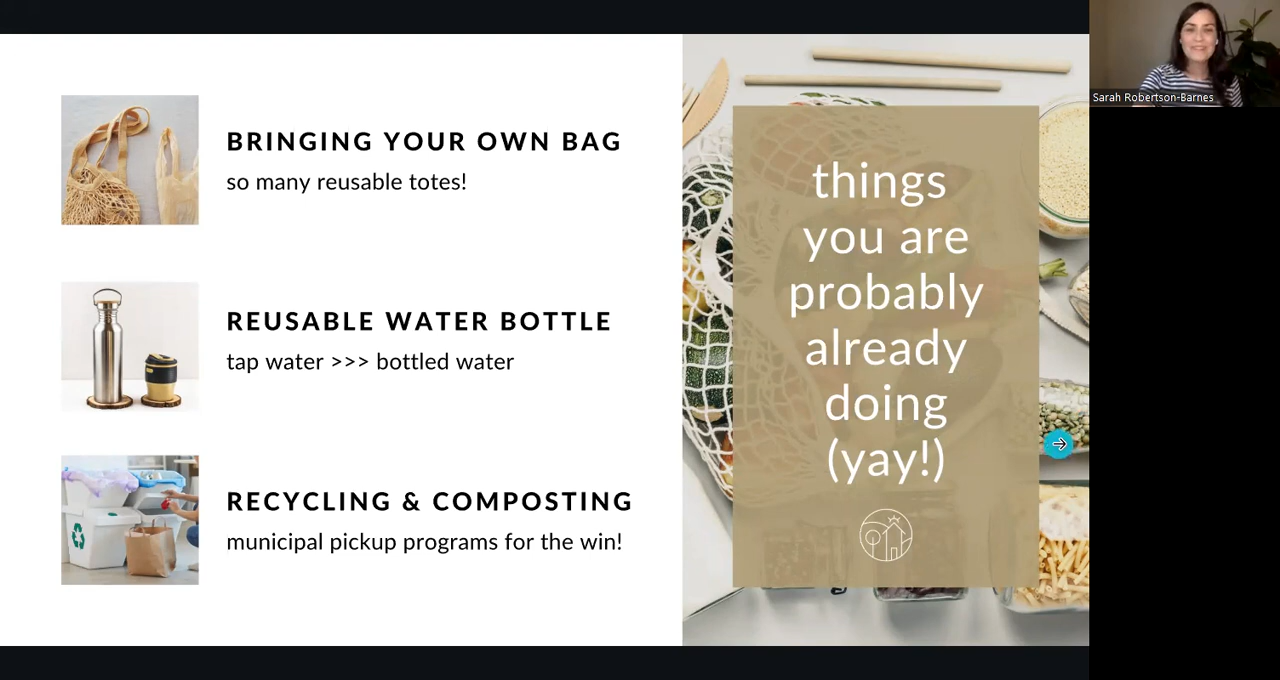 BRINGING YOUR OWN BAG
so many reusable totes!
REUSABLE WATER BOTTLE
tap water >>> bottled water
RECYCLING & COMPOSTING
municipal pickup programs for the win!
things
you are
probably
already
doing
(yay!)
Sarah Robertson-Barnes